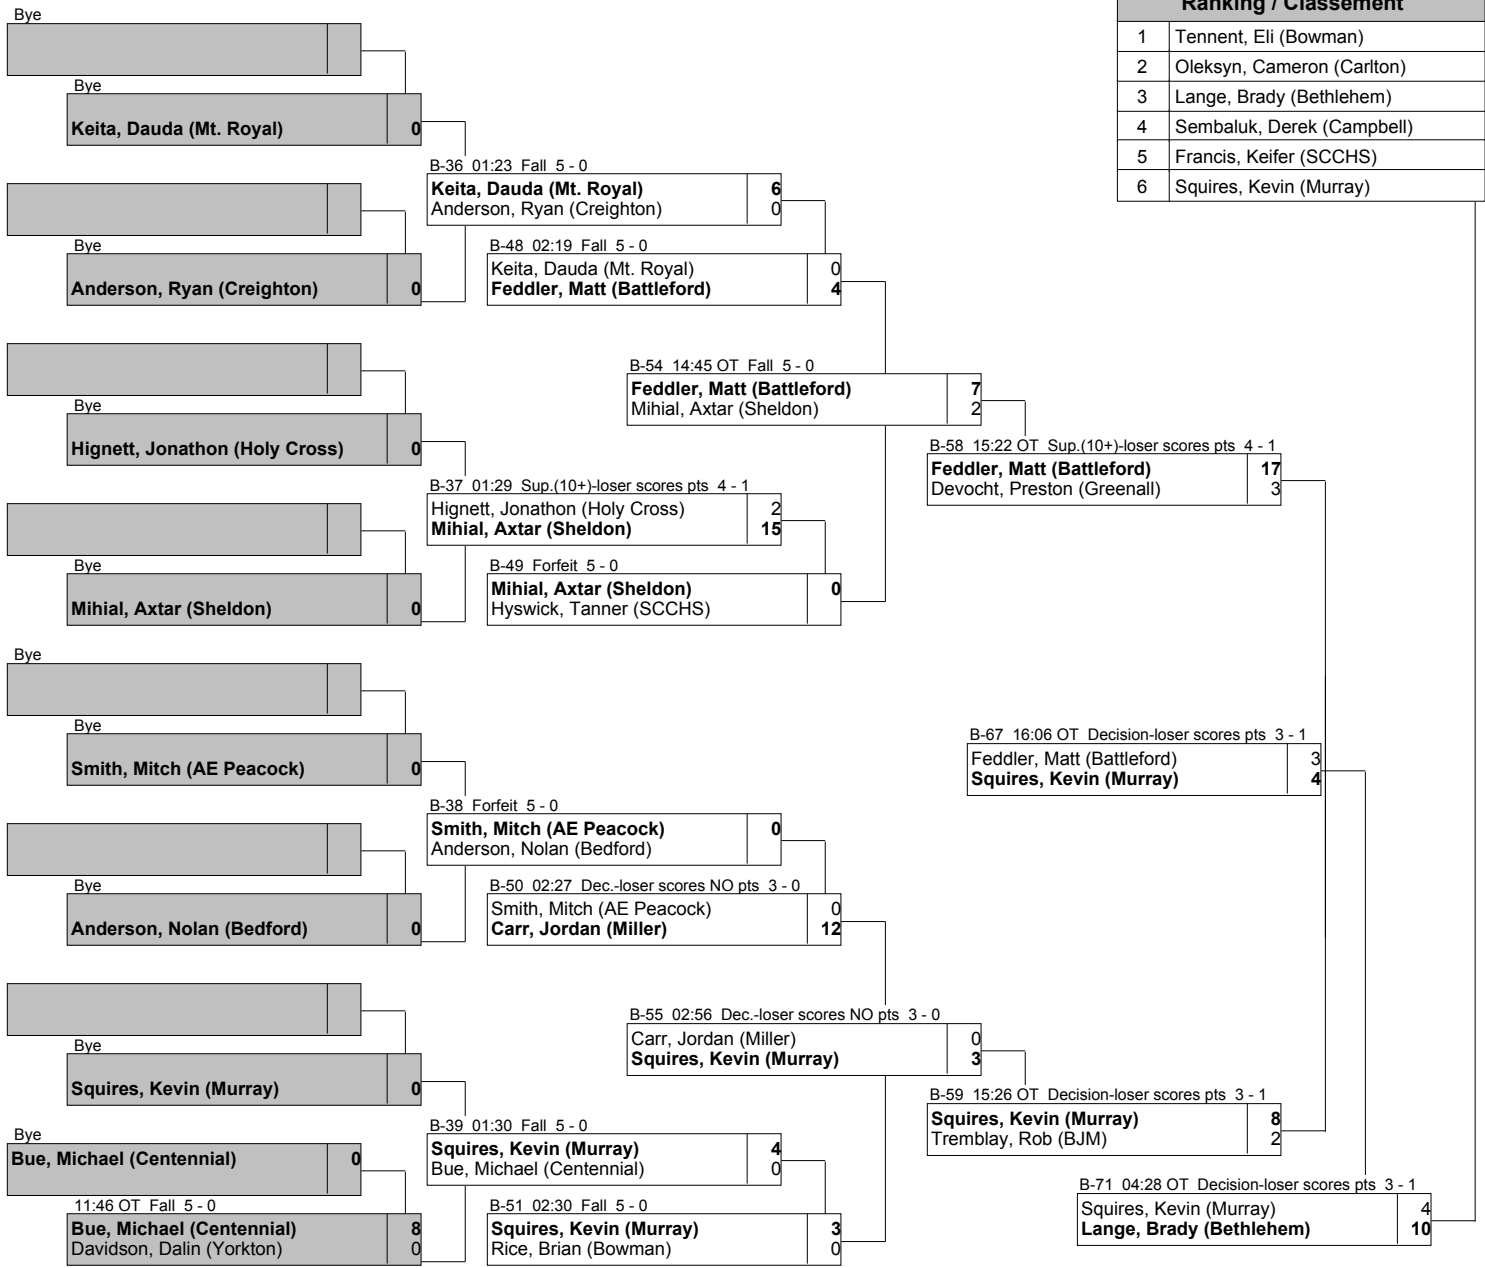 Bye
Ranking / Classement
1 Tennent, Eli (Bowman)
2 Oleksyn, Cameron (Carlton)
3 Lange, Brady (Bethlehem)
4 Sembaluk, Derek (Campbell)
5 Francis, Keifer (SCCHS)
6 Squires, Kevin (Murray)
Bye
Keita, Dauda (Mt. Royal) 0
B-36 01:23 Fall 5 - 0
Keita, Dauda (Mt. Royal) 6
Anderson, Ryan (Creighton) 0
Bye
Anderson, Ryan (Creighton) 0
B-48 02:19 Fall 5 - 0
Keita, Dauda (Mt. Royal) 0
Feddler, Matt (Battleford) 4
B-54 14:45 OT Fall 5 - 0
Feddler, Matt (Battleford) 7
Mihial, Axtar (Sheldon) 2
Bye
Hignett, Jonathon (Holy Cross) 0
B-58 15:22 OT Sup.(10+)-loser scores pts 4 - 1
Feddler, Matt (Battleford) 17
Devocht, Preston (Greenall) 3
B-37 01:29 Sup.(10+)-loser scores pts 4 - 1
Hignett, Jonathon (Holy Cross) 2
Mihial, Axtar (Sheldon) 15
Bye
Mihial, Axtar (Sheldon) 0
B-49 Forfeit 5 - 0
Mihial, Axtar (Sheldon) 0
Hyswick, Tanner (SCCHS)
Bye
Bye
Smith, Mitch (AE Peacock) 0
B-67 16:06 OT Decision-loser scores pts 3 - 1
Feddler, Matt (Battleford) 3
Squires, Kevin (Murray) 4
B-38 Forfeit 5 - 0
Smith, Mitch (AE Peacock) 0
Anderson, Nolan (Bedford)
Bye
Anderson, Nolan (Bedford) 0
B-50 02:27 Dec.-loser scores NO pts 3 - 0
Smith, Mitch (AE Peacock) 0
Carr, Jordan (Miller) 12
B-55 02:56 Dec.-loser scores NO pts 3 - 0
Carr, Jordan (Miller) 0
Squires, Kevin (Murray) 3
Bye
Squires, Kevin (Murray) 0
B-59 15:26 OT Decision-loser scores pts 3 - 1
Squires, Kevin (Murray) 8
Tremblay, Rob (BJM) 2
B-39 01:30 Fall 5 - 0
Squires, Kevin (Murray) 4
Bue, Michael (Centennial) 0
Bye
Bue, Michael (Centennial) 0
11:46 OT Fall 5 - 0
Bue, Michael (Centennial) 8
Davidson, Dalin (Yorkton) 0
B-51 02:30 Fall 5 - 0
Squires, Kevin (Murray) 3
Rice, Brian (Bowman) 0
B-71 04:28 OT Decision-loser scores pts 3 - 1
Squires, Kevin (Murray) 4
Lange, Brady (Bethlehem) 10